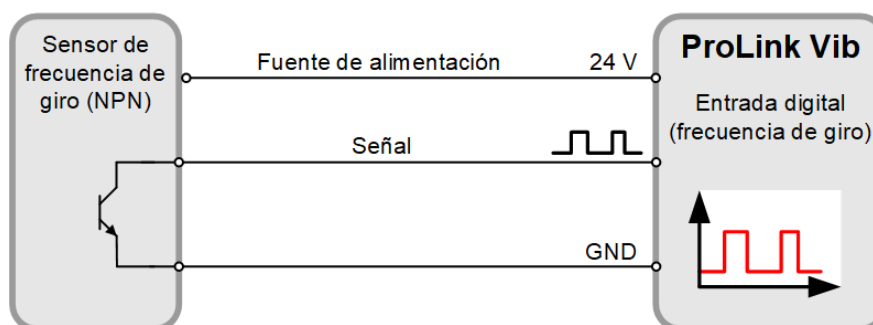 Sensor de
frecuencia de
giro (NPN)
Fuente de alimentación
24 V
Señal
GND
ProLink Vib
Entrada digital
(frecuencia de giro)